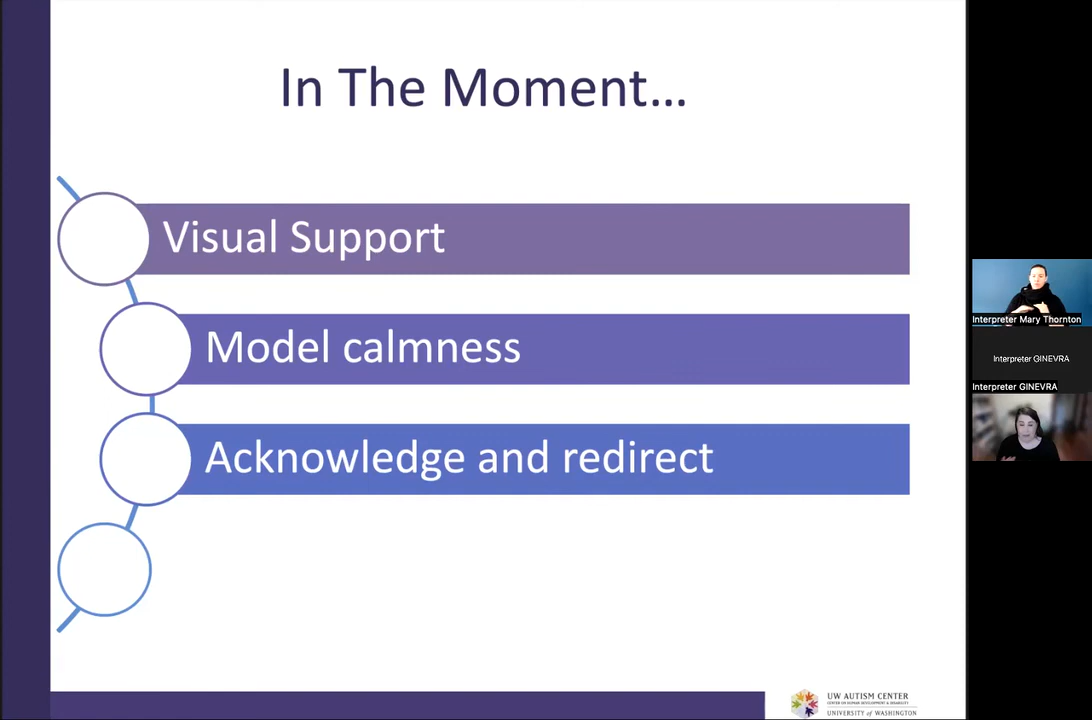 In The Moment...
Visual Support
Model calmness
Acknowledge and redirect
Interpreter Mary Thornton
Interpreter GINEVRA
Interpreter GINEVRA
UW AUTISM CENTER
CENTER ON HUMAN DEVELOPMENT & DISABILITY
UNIVERSITY of WASHINGTON